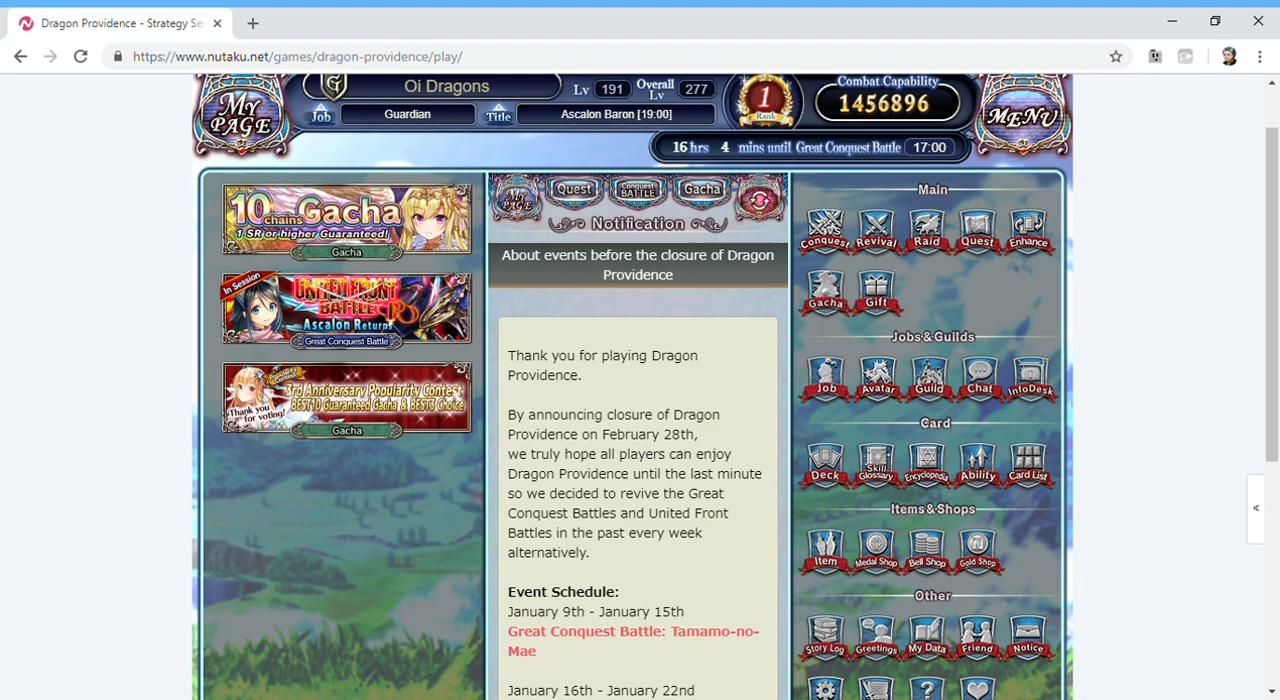 Dragon Providence - Strategy Se
https://www.nutaku.net/games/dragon-providence/play/
MY PAGE
G
Oi Dragons
Lv 191 Overall Lv 277
Job Guardian Title Ascalon Baron [19:00]
1 Rank
Combat Capability
1456896
MENU
16 hrs 4 mins until Great Conquest Battle 17:00
10 chains Gacha
1 SR or higher Guaranteed!
Gacha
In Session
UNITED FRONT
BATTLE
Ascalon Returns
Great Conquest Battle
3rd Anniversary Popularity Contest
BEST10 Guaranteed Gacha & BEST3 Choice
Thank you for voting!
Gacha
My PAGE Quest Conquest BATTLE Gacha
Notification
About events before the closure of Dragon
Providence
Thank you for playing Dragon
Providence.
By announcing closure of Dragon
Providence on February 28th,
we truly hope all players can enjoy
Dragon Providence until the last minute
so we decided to revive the Great
Conquest Battles and United Front
Battles in the past every week
alternatively.
Event Schedule:
January 9th - January 15th
Great Conquest Battle: Tamamo-no-
Mae
January 16th - January 22nd
Main
Conquest Revival Raid Quest Enhance
Gacha Gift
Jobs&Guilds
Job Avatar Guild Chat InfoDesk
Card
Deck Skill Glossary Encyclopedia Ability Card List
Items&Shops
Item Medal Shop Bell Shop Gold Shop
Other
Story Log Greetings My Data Friend Notice
<